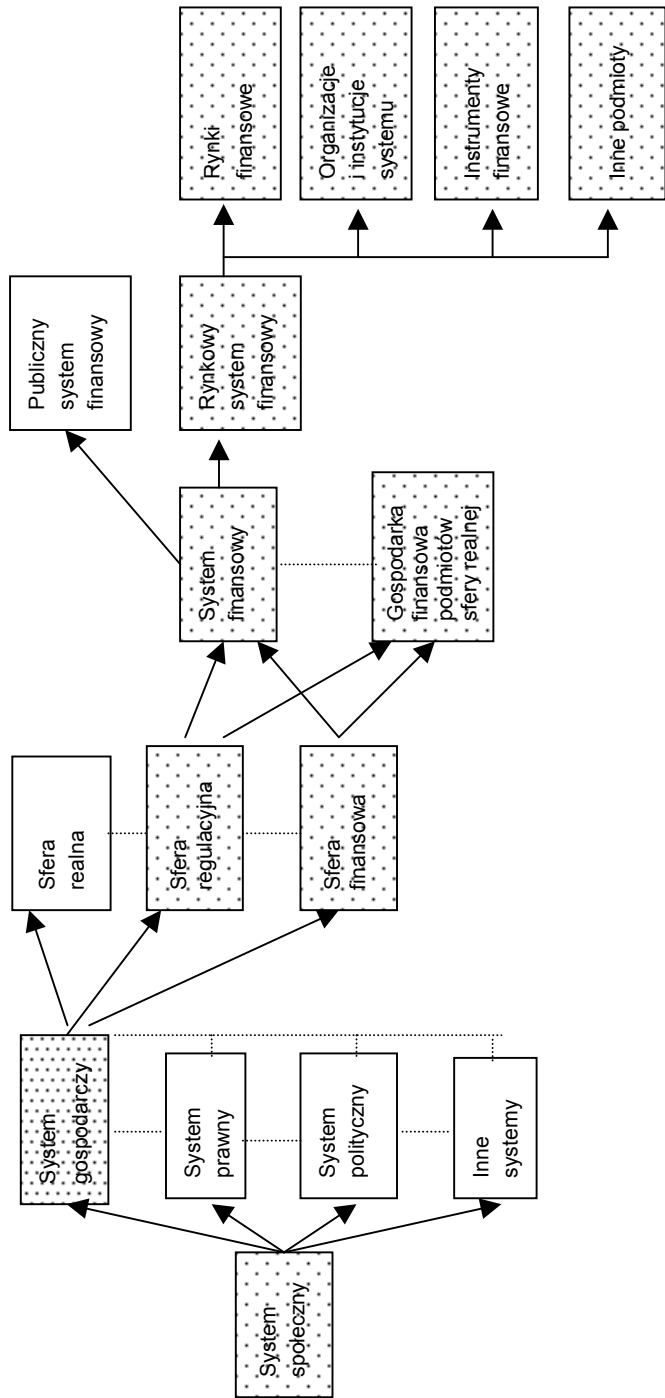 System
społeczny
System
gospodarczy
System
prawny
System
polityczny
Inne
systemy
Sfera
realna
Sfera
regulacyjna
Sfera
finansowa
System
finansowy
Gospodarka
finansowa
podmiotów
sfery realnej
Publiczny
system
finansowy
Rynkowy
system
finansowy
Rynki
finansowe
Organizacje
i instytucje
systemu
Instrumenty
finansowe
Inne podmioty